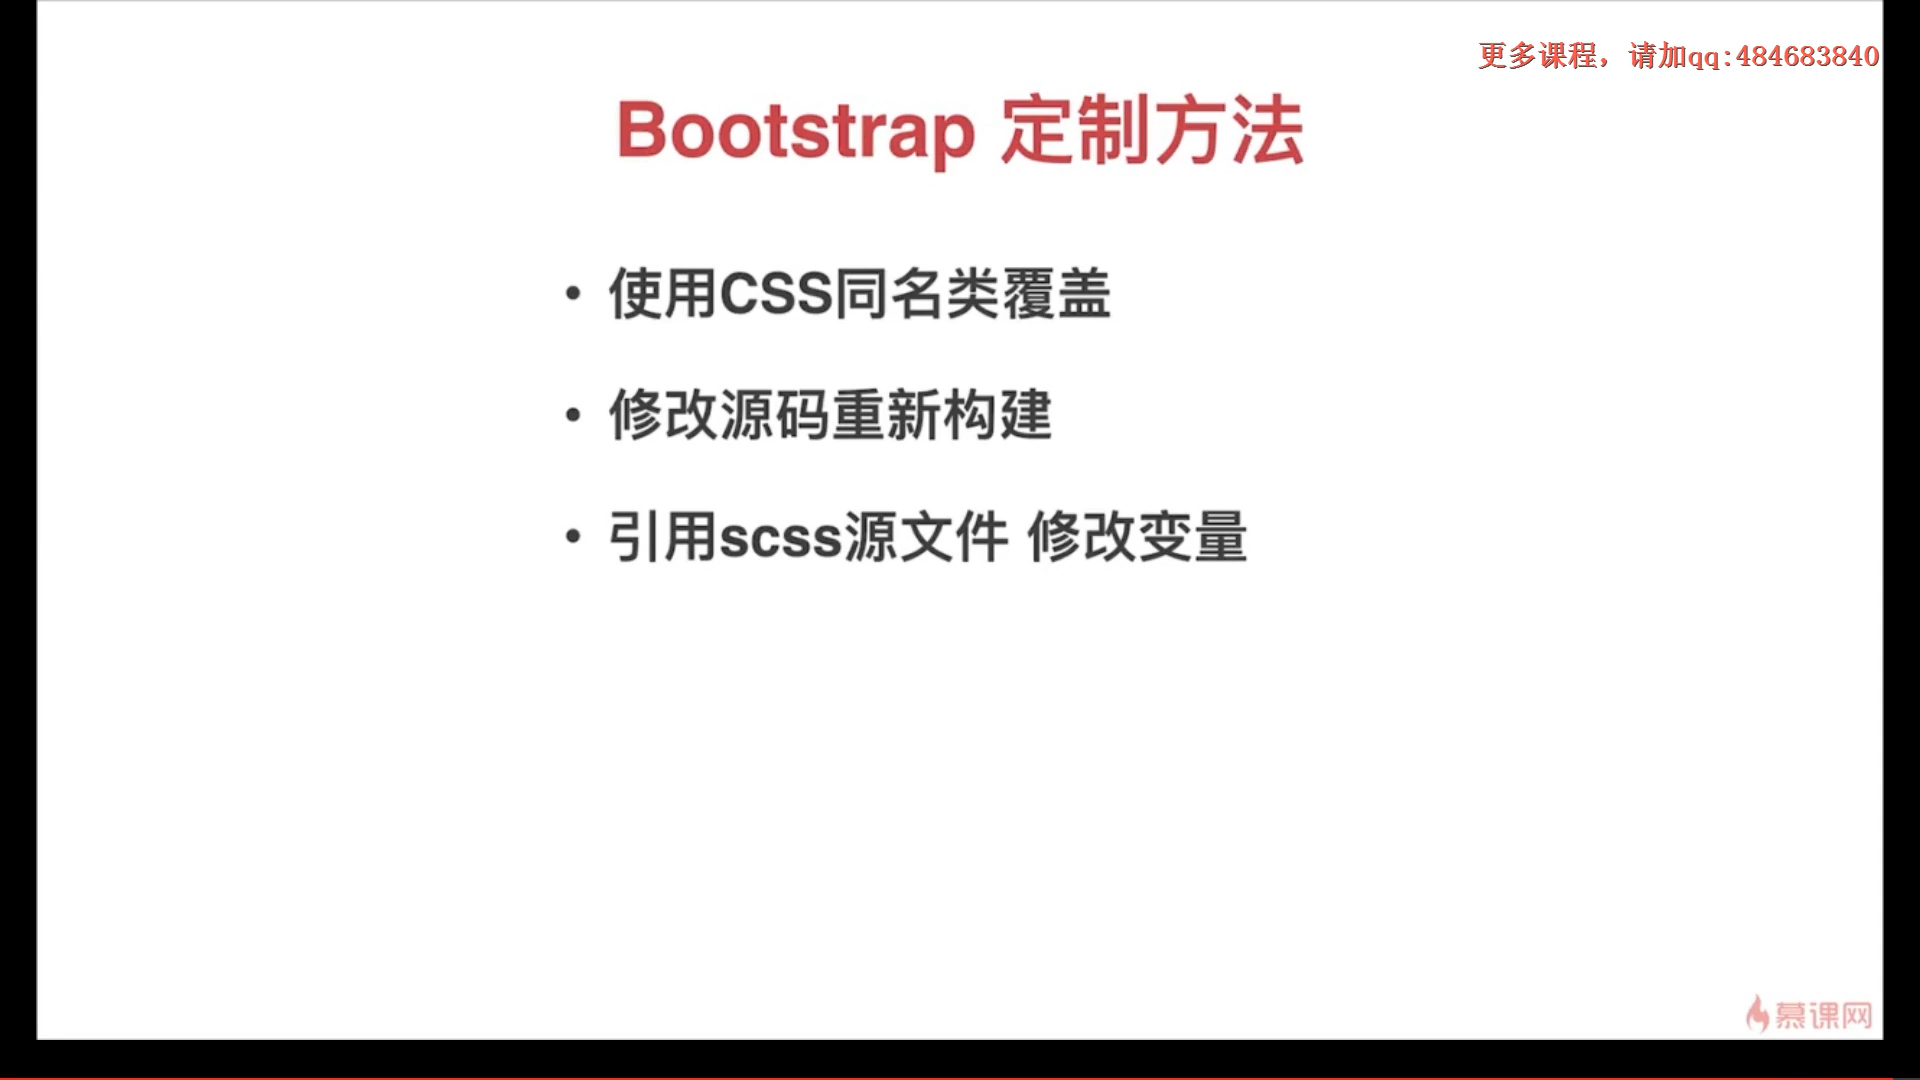 更多课程，请加qq:484683840
Bootstrap 定制方法
• 使用CSS同名类覆盖
• 修改源码重新构建
• 引用scss源文件 修改变量
慕课网